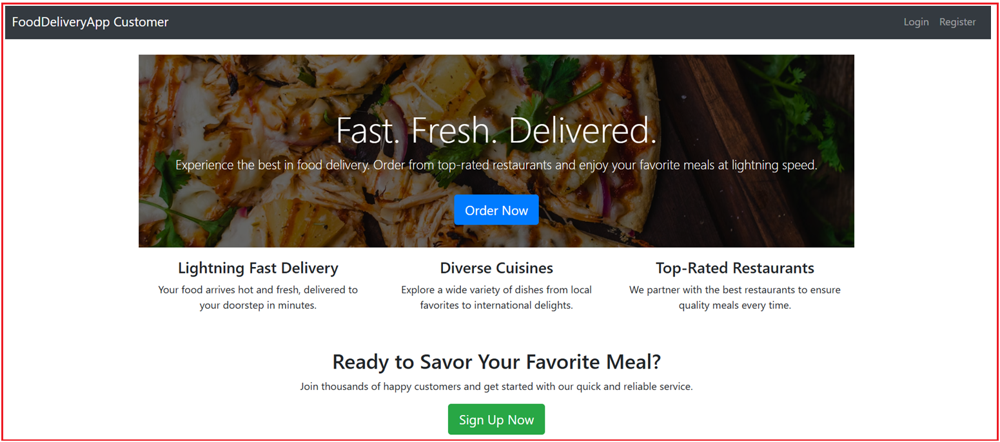 FoodDeliveryApp Customer
Login Register
Fast. Fresh. Delivered.
Experience the best in food delivery. Order from top-rated restaurants and enjoy your favorite meals at lightning speed.
Order Now
Lightning Fast Delivery
Your food arrives hot and fresh, delivered to
your doorstep in minutes.
Diverse Cuisines
Explore a wide variety of dishes from local
favorites to international delights.
Top-Rated Restaurants
We partner with the best restaurants to ensure
quality meals every time.
Ready to Savor Your Favorite Meal?
Join thousands of happy customers and get started with our quick and reliable service.
Sign Up Now